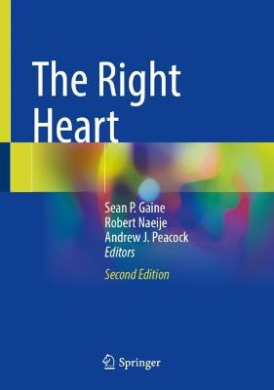 The Right
Heart
Sean P. Gaine
Robert Naeije
Andrew J. Peacock
Editors
Second Edition
Springer